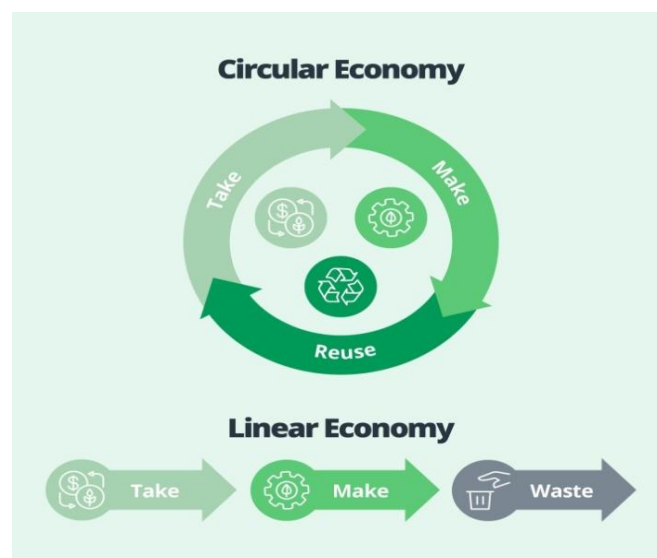 Circular Economy
Take
Make
Reuse
Linear Economy
Take
Make
Waste